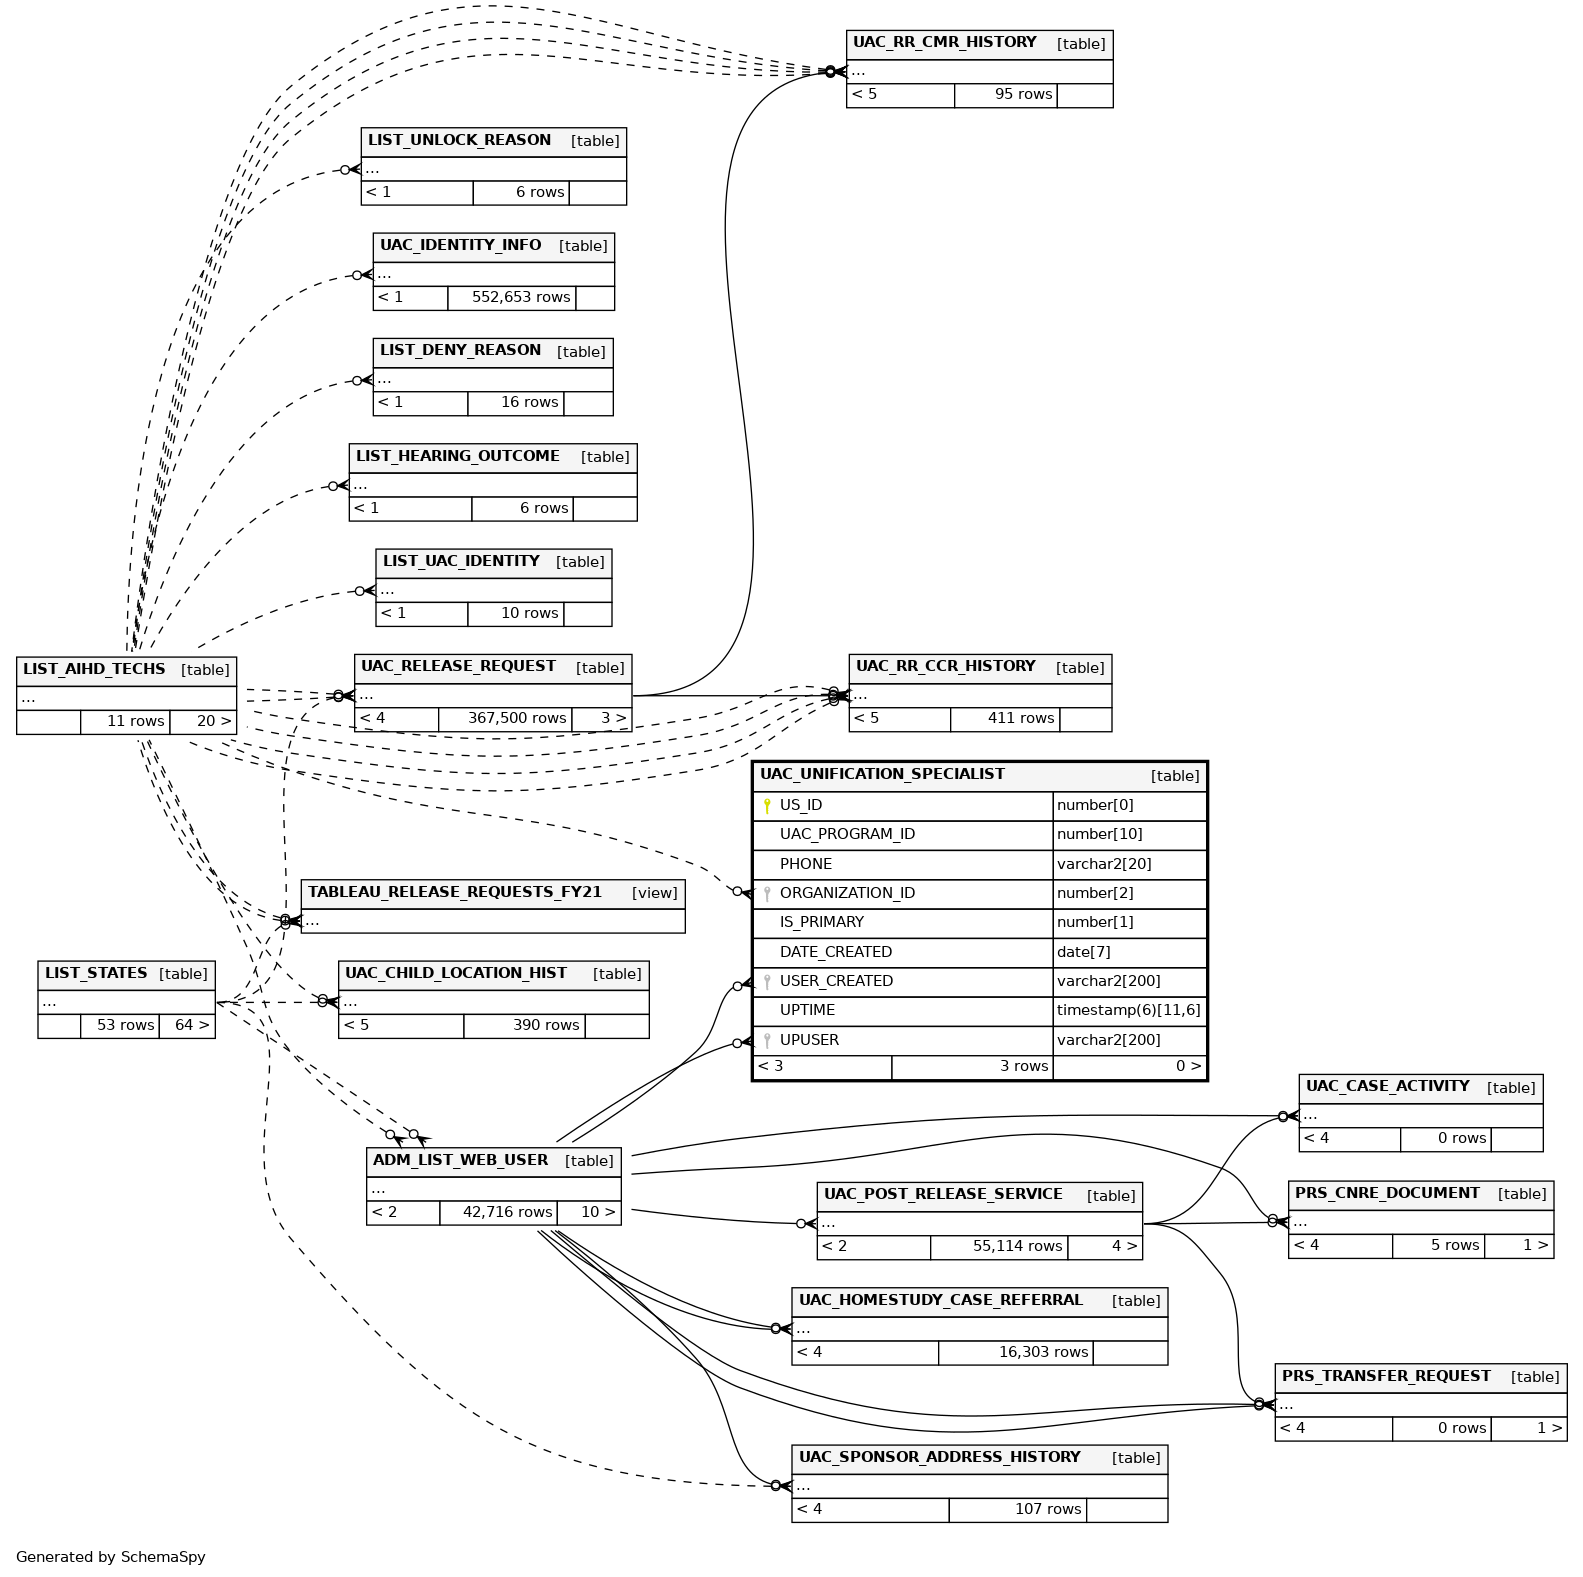 UAC_RR_CMR_HISTORY [table]
...
< 5 95 rows
LIST_UNLOCK_REASON [table]
...
< 1 6 rows
UAC_IDENTITY_INFO [table]
...
< 1 552,653 rows
LIST_DENY_REASON [table]
...
< 1 16 rows
LIST_HEARING_OUTCOME [table]
...
< 1 6 rows
LIST_UAC_IDENTITY [table]
...
< 1 10 rows
LIST_AIHD_TECHS [table]
...
11 rows 20 >
UAC_RELEASE_REQUEST [table]
...
< 4 367,500 rows 3 >
UAC_RR_CCR_HISTORY [table]
...
< 5 411 rows
UAC_UNIFICATION_SPECIALIST [table]
US_ID number[0]
UAC_PROGRAM_ID number[10]
PHONE varchar2[20]
ORGANIZATION_ID number[2]
IS_PRIMARY number[1]
DATE_CREATED date[7]
USER_CREATED varchar2[200]
UPTIME timestamp(6)[11,6]
UPUSER varchar2[200]
< 3 3 rows 0 >
TABLEAU_RELEASE_REQUESTS_FY21 [view]
...
LIST_STATES [table]
...
53 rows 64 >
UAC_CHILD_LOCATION_HIST [table]
...
< 5 390 rows
UAC_CASE_ACTIVITY [table]
...
< 4 0 rows
ADM_LIST_WEB_USER [table]
...
< 2 42,716 rows 10 >
UAC_POST_RELEASE_SERVICE [table]
...
< 2 55,114 rows 4 >
PRS_CNRE_DOCUMENT [table]
...
< 4 5 rows 1 >
UAC_HOMESTUDY_CASE_REFERRAL [table]
...
< 4 16,303 rows
PRS_TRANSFER_REQUEST [table]
...
< 4 0 rows 1 >
UAC_SPONSOR_ADDRESS_HISTORY [table]
...
< 4 107 rows
Generated by SchemaSpy